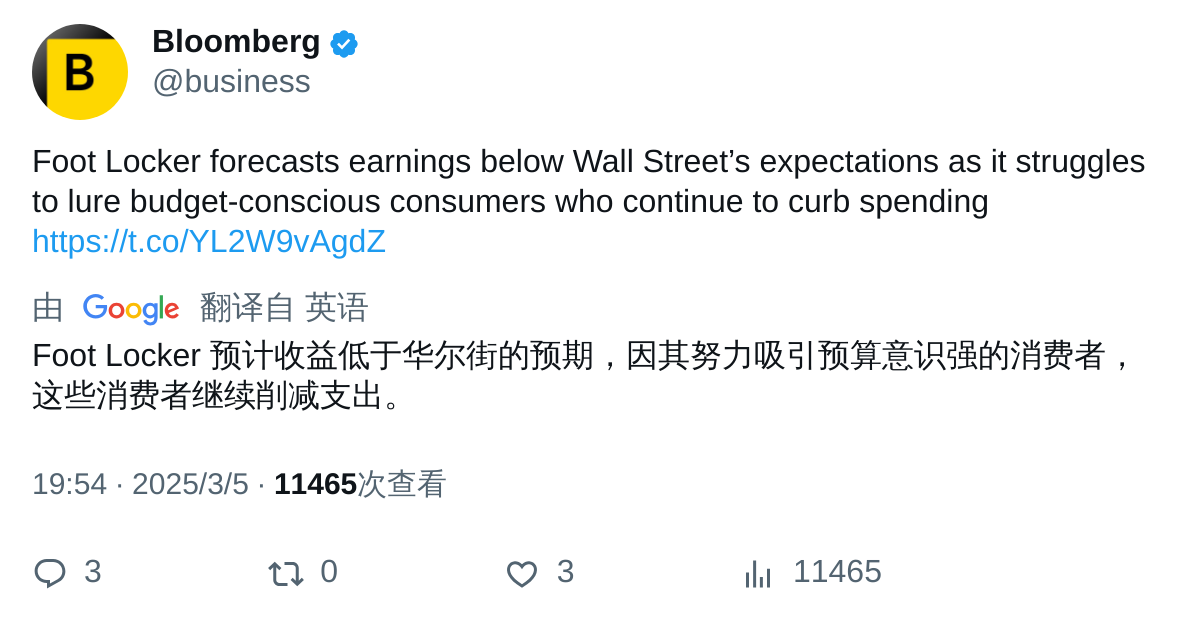 Bloomberg
@business
Foot Locker forecasts earnings below Wall Street’s expectations as it struggles
to lure budget-conscious consumers who continue to curb spending
https://t.co/YL2W9vAgdZ
由 Google 翻译自 英语
Foot Locker 预计收益低于华尔街的预期，因其努力吸引预算意识强的消费者，
这些消费者继续削减支出。
19:54 · 2025/3/5 · 11465次查看
3 0 3 11465